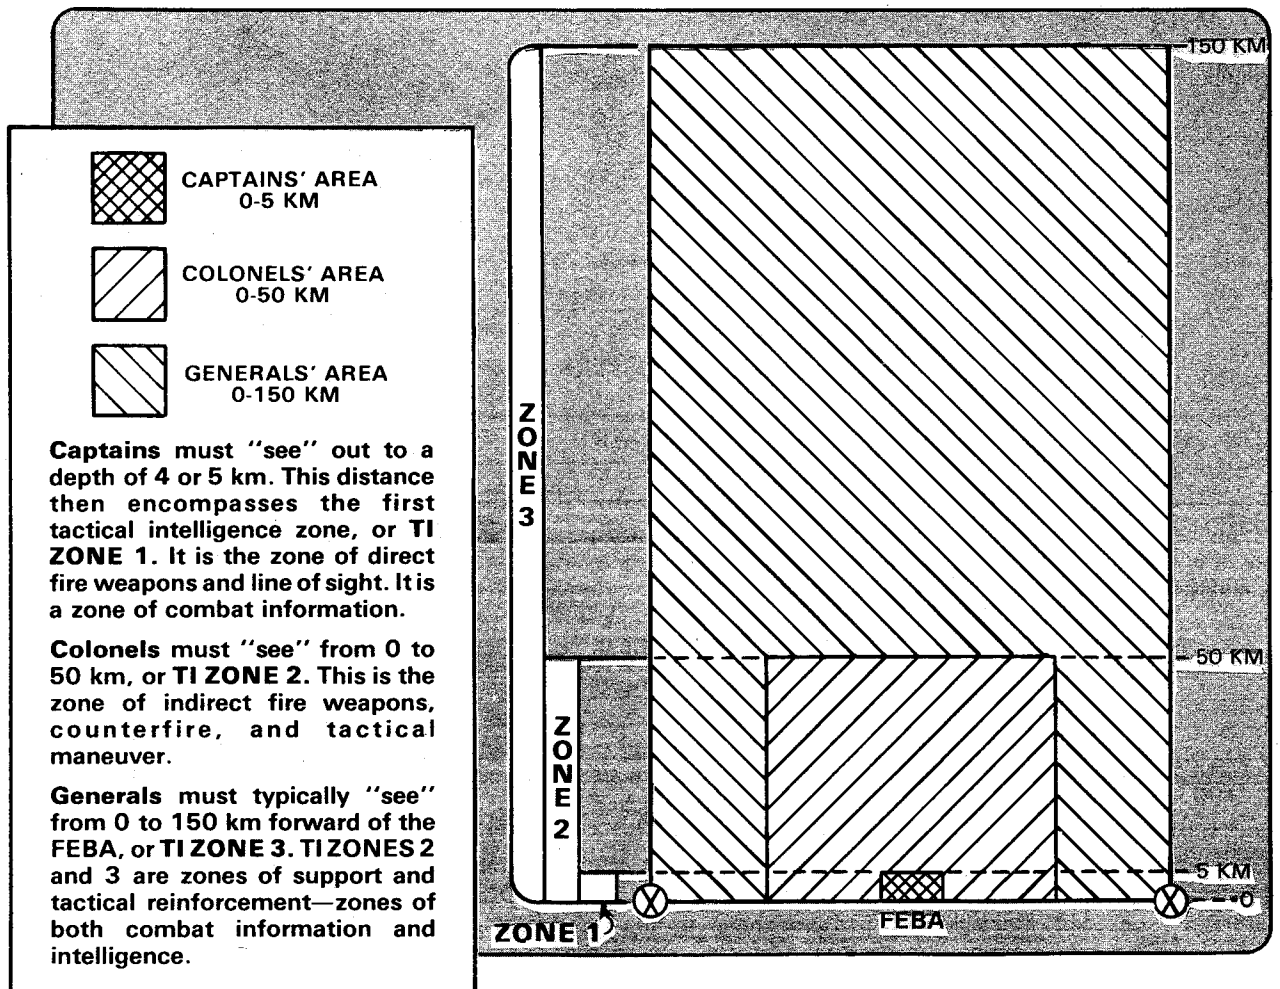 CAPTAINS' AREA
0-5 KM
COLONELS' AREA
0-50 KM
GENERALS' AREA
0-150 KM
Captains must "see" out to a
depth of 4 or 5 km. This distance
then encompasses the first
tactical intelligence zone, or TI
ZONE 1. It is the zone of direct
fire weapons and line of sight. It is
a zone of combat information.
Colonels must "see" from 0 to
50 km, or TI ZONE 2. This is the
zone of indirect fire weapons,
counterfire, and tactical
maneuver.
Generals must typically "see"
from 0 to 150 km forward of the
FEBA, or TI ZONE 3. TI ZONES 2
and 3 are zones of support and
tactical reinforcement—zones of
both combat information and
intelligence.
ZONE 3
ZONE 2
ZONE 1
150 KM
50 KM
5 KM
0
X
X
FEBA